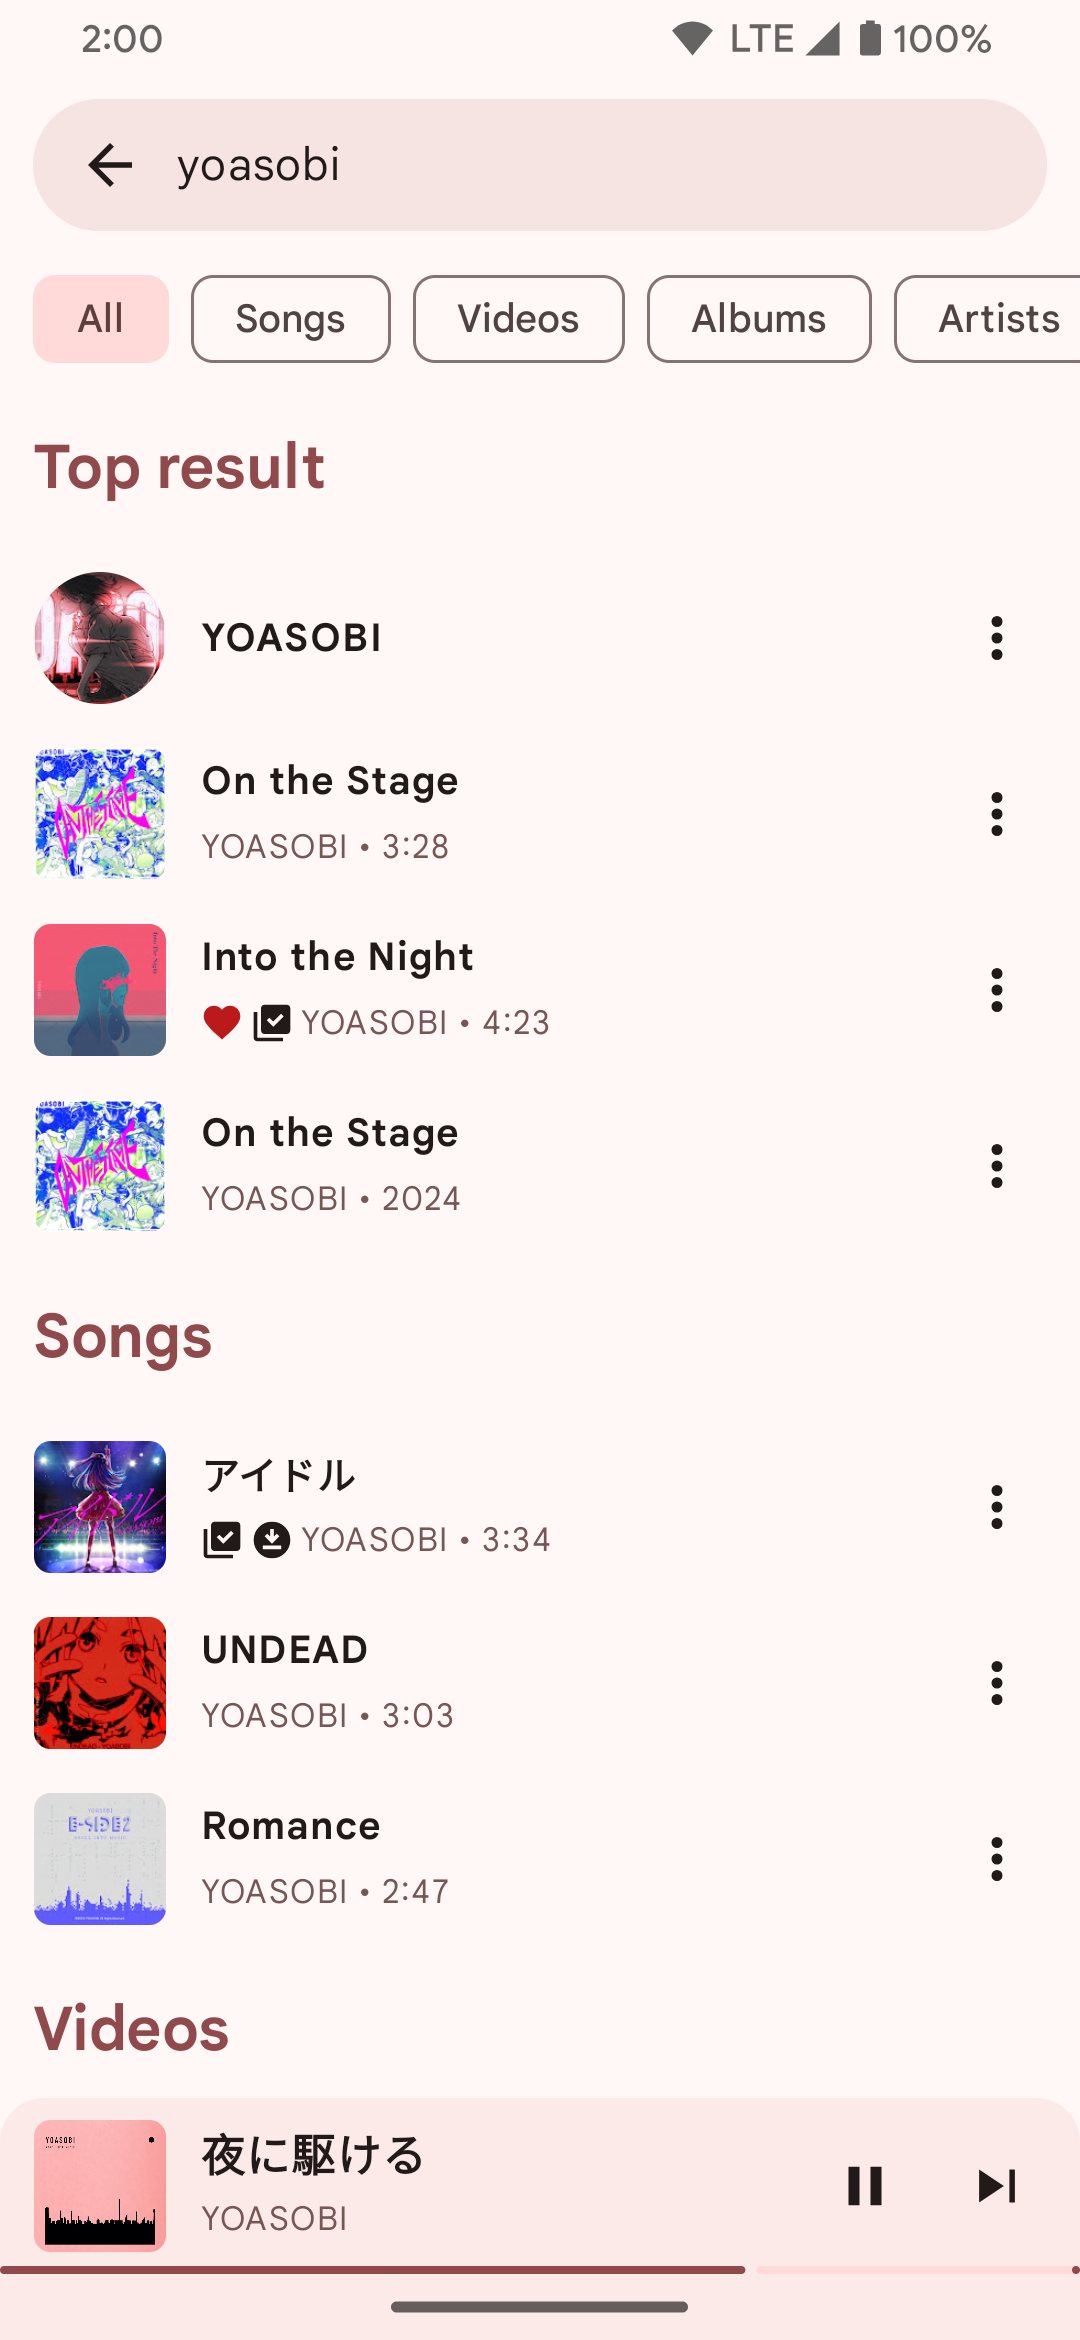 2:00
LTE 100%
yoasobi
All Songs Videos Albums Artists
Top result
YOASOBI
On the Stage
YOASOBI • 3:28
Into the Night
YOASOBI • 4:23
On the Stage
YOASOBI • 2024
Songs
アイドル
YOASOBI • 3:34
UNDEAD
YOASOBI • 3:03
Romance
YOASOBI • 2:47
Videos
夜に駆ける
YOASOBI